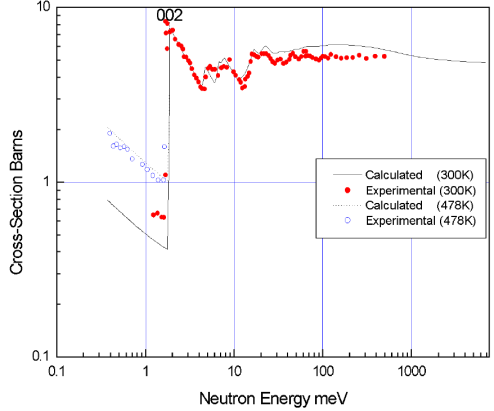 002
10
1
0.1
Cross-Section Barns
Calculated (300K)
Experimental (300K)
Calculated (478K)
Experimental (478K)
0.1
1
10
100
1000
Neutron Energy meV